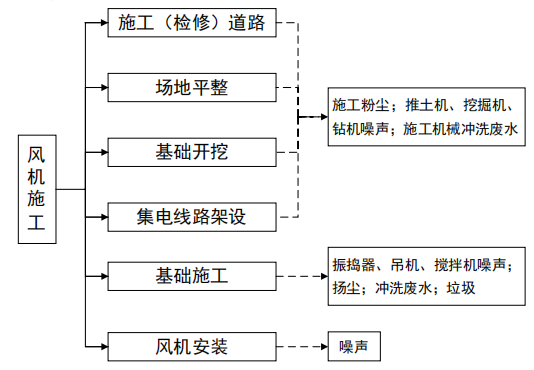 施工（检修）道路
场地平整
施工粉尘；推土机、挖掘机、
钻机噪声；施工机械冲洗废水
基础开挖
风机施工
集电线路架设
基础施工
振捣器、吊机、搅拌机噪声；
扬尘；冲洗废水；垃圾
风机安装
噪声